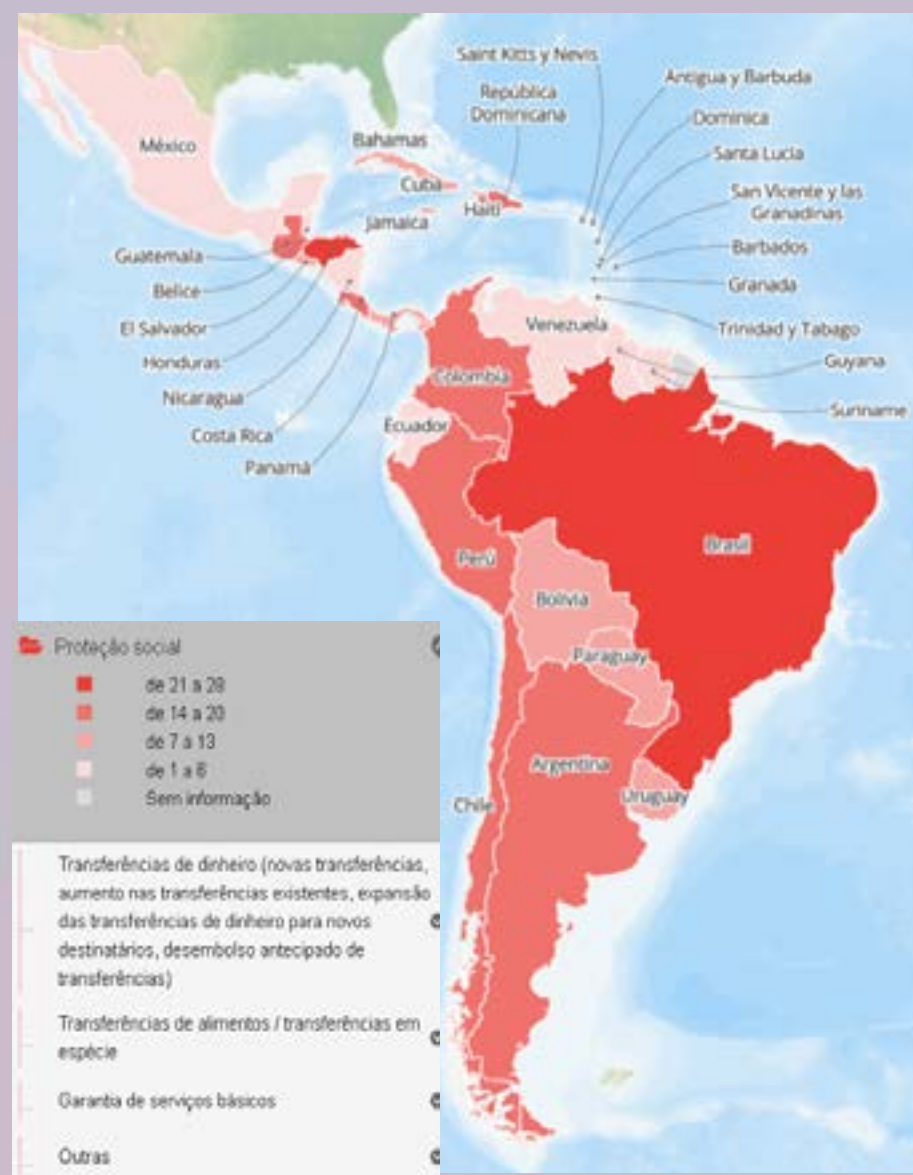 Saint Kitts y Nevis
Antigua y Barbuda
República
Dominicana
Dominica
México
Bahamas
Santa Lucía
Cuba
San Vicente y las
Granadinas
Haití
Jamaica
Guatemala
Barbados
Belice
Granada
El Salvador
Venezuela
Trinidad y Tabago
Honduras
Guyana
Colombia
Nicaragua
Suriname
Ecuador
Costa Rica
Panamá
Brasil
Perú
Bolivia
Paraguay
Argentina
Uruguay
Chile
Proteção social
de 21 a 28
de 14 a 20
de 7 a 13
de 1 a 6
Sem informação
Transferências de dinheiro (novas transferências,
aumento nas transferências existentes, expansão
das transferências de dinheiro para novos
destinatários, desembolso antecipado de
transferências)
Transferências de alimentos / transferências em
espécie
Garantia de serviços básicos
Outras